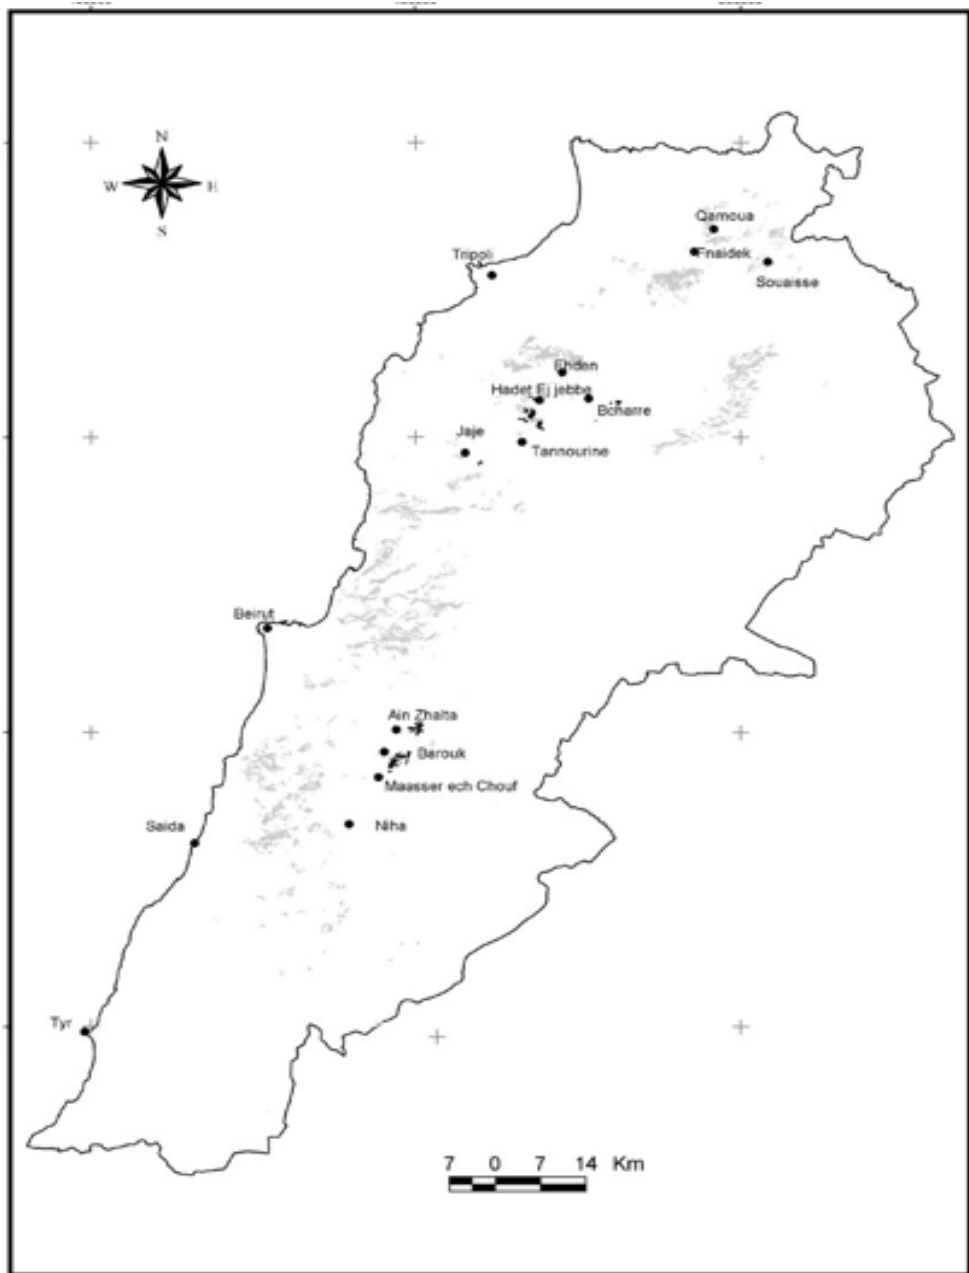 N
W E
S
Qamoua
Tripoli
Fnaidek
Souaisse
Ehden
Hadet Ej jebbe
Bcharre
Jaje
Tannourine
Beirut
Ain Zhalta
Barouk
Maasser ech Chouf
Saida
Niha
Tyr
7 0 7 14 Km